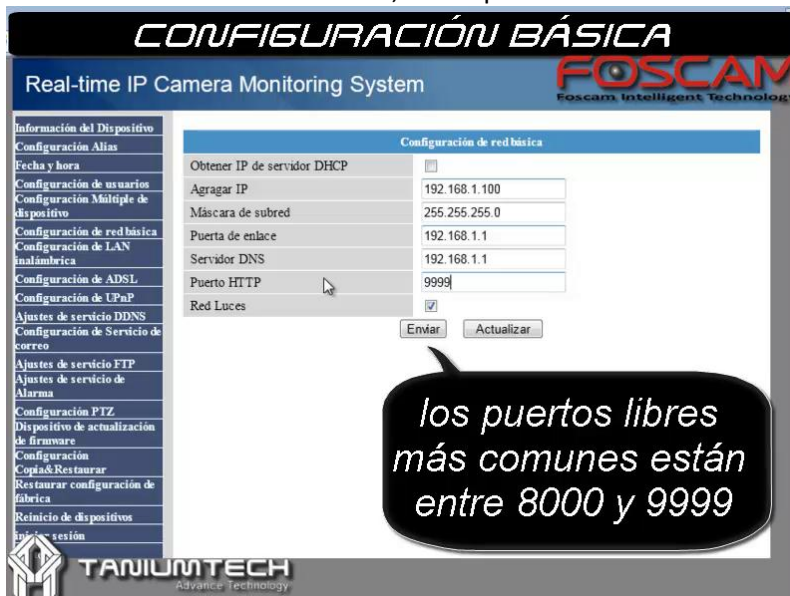 CONFIGURACIÓN BÁSICA
Real-time IP Camera Monitoring System
FOSCAM
Foscam Intelligent Technolog
Información del Dispositivo
Configuración Alias
Fecha y hora
Configuración de usuarios
Configuración Múltiple de
dispositivo
Configuración de red básica
Configuración de LAN
inalámbrica
Configuración de ADSL
Configuración de UPnP
Ajustes de servicio DDNS
Configuración de Servicio de
correo
Ajustes de servicio FTP
Ajustes de servicio de
Alarma
Configuración PTZ
Dispositivo de actualización
de firmware
Configuración
Copia&Restaurar
Restaurar configuración de
fábrica
Reinicio de dispositivos
sesión
Configuración de red básica
Obtener IP de servidor DHCP
Agragar IP 192.168.1.100
Máscara de subred 255.255.255.0
Puerta de enlace 192.168.1.1
Servidor DNS 192.168.1.1
Puerto HTTP 9999
Red Luces
Enviar Actualizar
los puertos libres
más comunes están
entre 8000 y 9999
TANIUMTECH
Advance Technology